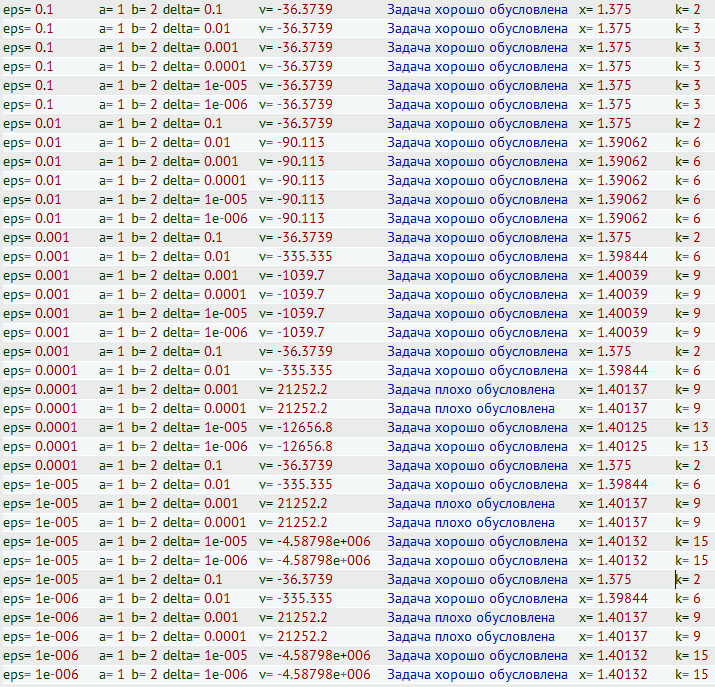 eps= 0.1 a= 1 b= 2 delta= 0.1 v= -36.3739 Задача хорошо обусловлена x= 1.375 k= 2
eps= 0.1 a= 1 b= 2 delta= 0.01 v= -36.3739 Задача хорошо обусловлена x= 1.375 k= 3
eps= 0.1 a= 1 b= 2 delta= 0.001 v= -36.3739 Задача хорошо обусловлена x= 1.375 k= 3
eps= 0.1 a= 1 b= 2 delta= 0.0001 v= -36.3739 Задача хорошо обусловлена x= 1.375 k= 3
eps= 0.1 a= 1 b= 2 delta= 1e-005 v= -36.3739 Задача хорошо обусловлена x= 1.375 k= 3
eps= 0.1 a= 1 b= 2 delta= 1e-006 v= -36.3739 Задача хорошо обусловлена x= 1.375 k= 3
eps= 0.01 a= 1 b= 2 delta= 0.1 v= -36.3739 Задача хорошо обусловлена x= 1.375 k= 2
eps= 0.01 a= 1 b= 2 delta= 0.01 v= -90.113 Задача хорошо обусловлена x= 1.39062 k= 6
eps= 0.01 a= 1 b= 2 delta= 0.001 v= -90.113 Задача хорошо обусловлена x= 1.39062 k= 6
eps= 0.01 a= 1 b= 2 delta= 0.0001 v= -90.113 Задача хорошо обусловлена x= 1.39062 k= 6
eps= 0.01 a= 1 b= 2 delta= 1e-005 v= -90.113 Задача хорошо обусловлена x= 1.39062 k= 6
eps= 0.01 a= 1 b= 2 delta= 1e-006 v= -90.113 Задача хорошо обусловлена x= 1.39062 k= 6
eps= 0.001 a= 1 b= 2 delta= 0.1 v= -36.3739 Задача хорошо обусловлена x= 1.375 k= 2
eps= 0.001 a= 1 b= 2 delta= 0.01 v= -335.335 Задача хорошо обусловлена x= 1.39844 k= 6
eps= 0.001 a= 1 b= 2 delta= 0.001 v= -1039.7 Задача хорошо обусловлена x= 1.40039 k= 9
eps= 0.001 a= 1 b= 2 delta= 0.0001 v= -1039.7 Задача хорошо обусловлена x= 1.40039 k= 9
eps= 0.001 a= 1 b= 2 delta= 1e-005 v= -1039.7 Задача хорошо обусловлена x= 1.40039 k= 9
eps= 0.001 a= 1 b= 2 delta= 1e-006 v= -1039.7 Задача хорошо обусловлена x= 1.40039 k= 9
eps= 0.001 a= 1 b= 2 delta= 0.1 v= -36.3739 Задача хорошо обусловлена x= 1.375 k= 2
eps= 0.0001 a= 1 b= 2 delta= 0.01 v= -335.335 Задача хорошо обусловлена x= 1.39844 k= 6
eps= 0.0001 a= 1 b= 2 delta= 0.001 v= 21252.2 Задача плохо обусловлена x= 1.40137 k= 9
eps= 0.0001 a= 1 b= 2 delta= 0.0001 v= 21252.2 Задача плохо обусловлена x= 1.40137 k= 9
eps= 0.0001 a= 1 b= 2 delta= 1e-005 v= -12656.8 Задача хорошо обусловлена x= 1.40125 k= 13
eps= 0.0001 a= 1 b= 2 delta= 1e-006 v= -12656.8 Задача хорошо обусловлена x= 1.40125 k= 13
eps= 0.0001 a= 1 b= 2 delta= 0.1 v= -36.3739 Задача хорошо обусловлена x= 1.375 k= 2
eps= 1e-005 a= 1 b= 2 delta= 0.01 v= -335.335 Задача хорошо обусловлена x= 1.39844 k= 6
eps= 1e-005 a= 1 b= 2 delta= 0.001 v= 21252.2 Задача плохо обусловлена x= 1.40137 k= 9
eps= 1e-005 a= 1 b= 2 delta= 0.0001 v= 21252.2 Задача плохо обусловлена x= 1.40137 k= 9
eps= 1e-005 a= 1 b= 2 delta= 1e-005 v= -4.58798e+006 Задача хорошо обусловлена x= 1.40132 k= 15
eps= 1e-005 a= 1 b= 2 delta= 1e-006 v= -4.58798e+006 Задача хорошо обусловлена x= 1.40132 k= 15
eps= 1e-005 a= 1 b= 2 delta= 0.1 v= -36.3739 Задача хорошо обусловлена x= 1.375 k= 2
eps= 1e-006 a= 1 b= 2 delta= 0.01 v= -335.335 Задача хорошо обусловлена x= 1.39844 k= 6
eps= 1e-006 a= 1 b= 2 delta= 0.001 v= 21252.2 Задача плохо обусловлена x= 1.40137 k= 9
eps= 1e-006 a= 1 b= 2 delta= 0.0001 v= 21252.2 Задача плохо обусловлена x= 1.40137 k= 9
eps= 1e-006 a= 1 b= 2 delta= 1e-005 v= -4.58798e+006 Задача хорошо обусловлена x= 1.40132 k= 15
eps= 1e-006 a= 1 b= 2 delta= 1e-006 v= -4.58798e+006 Задача хорошо обусловлена x= 1.40132 k= 15